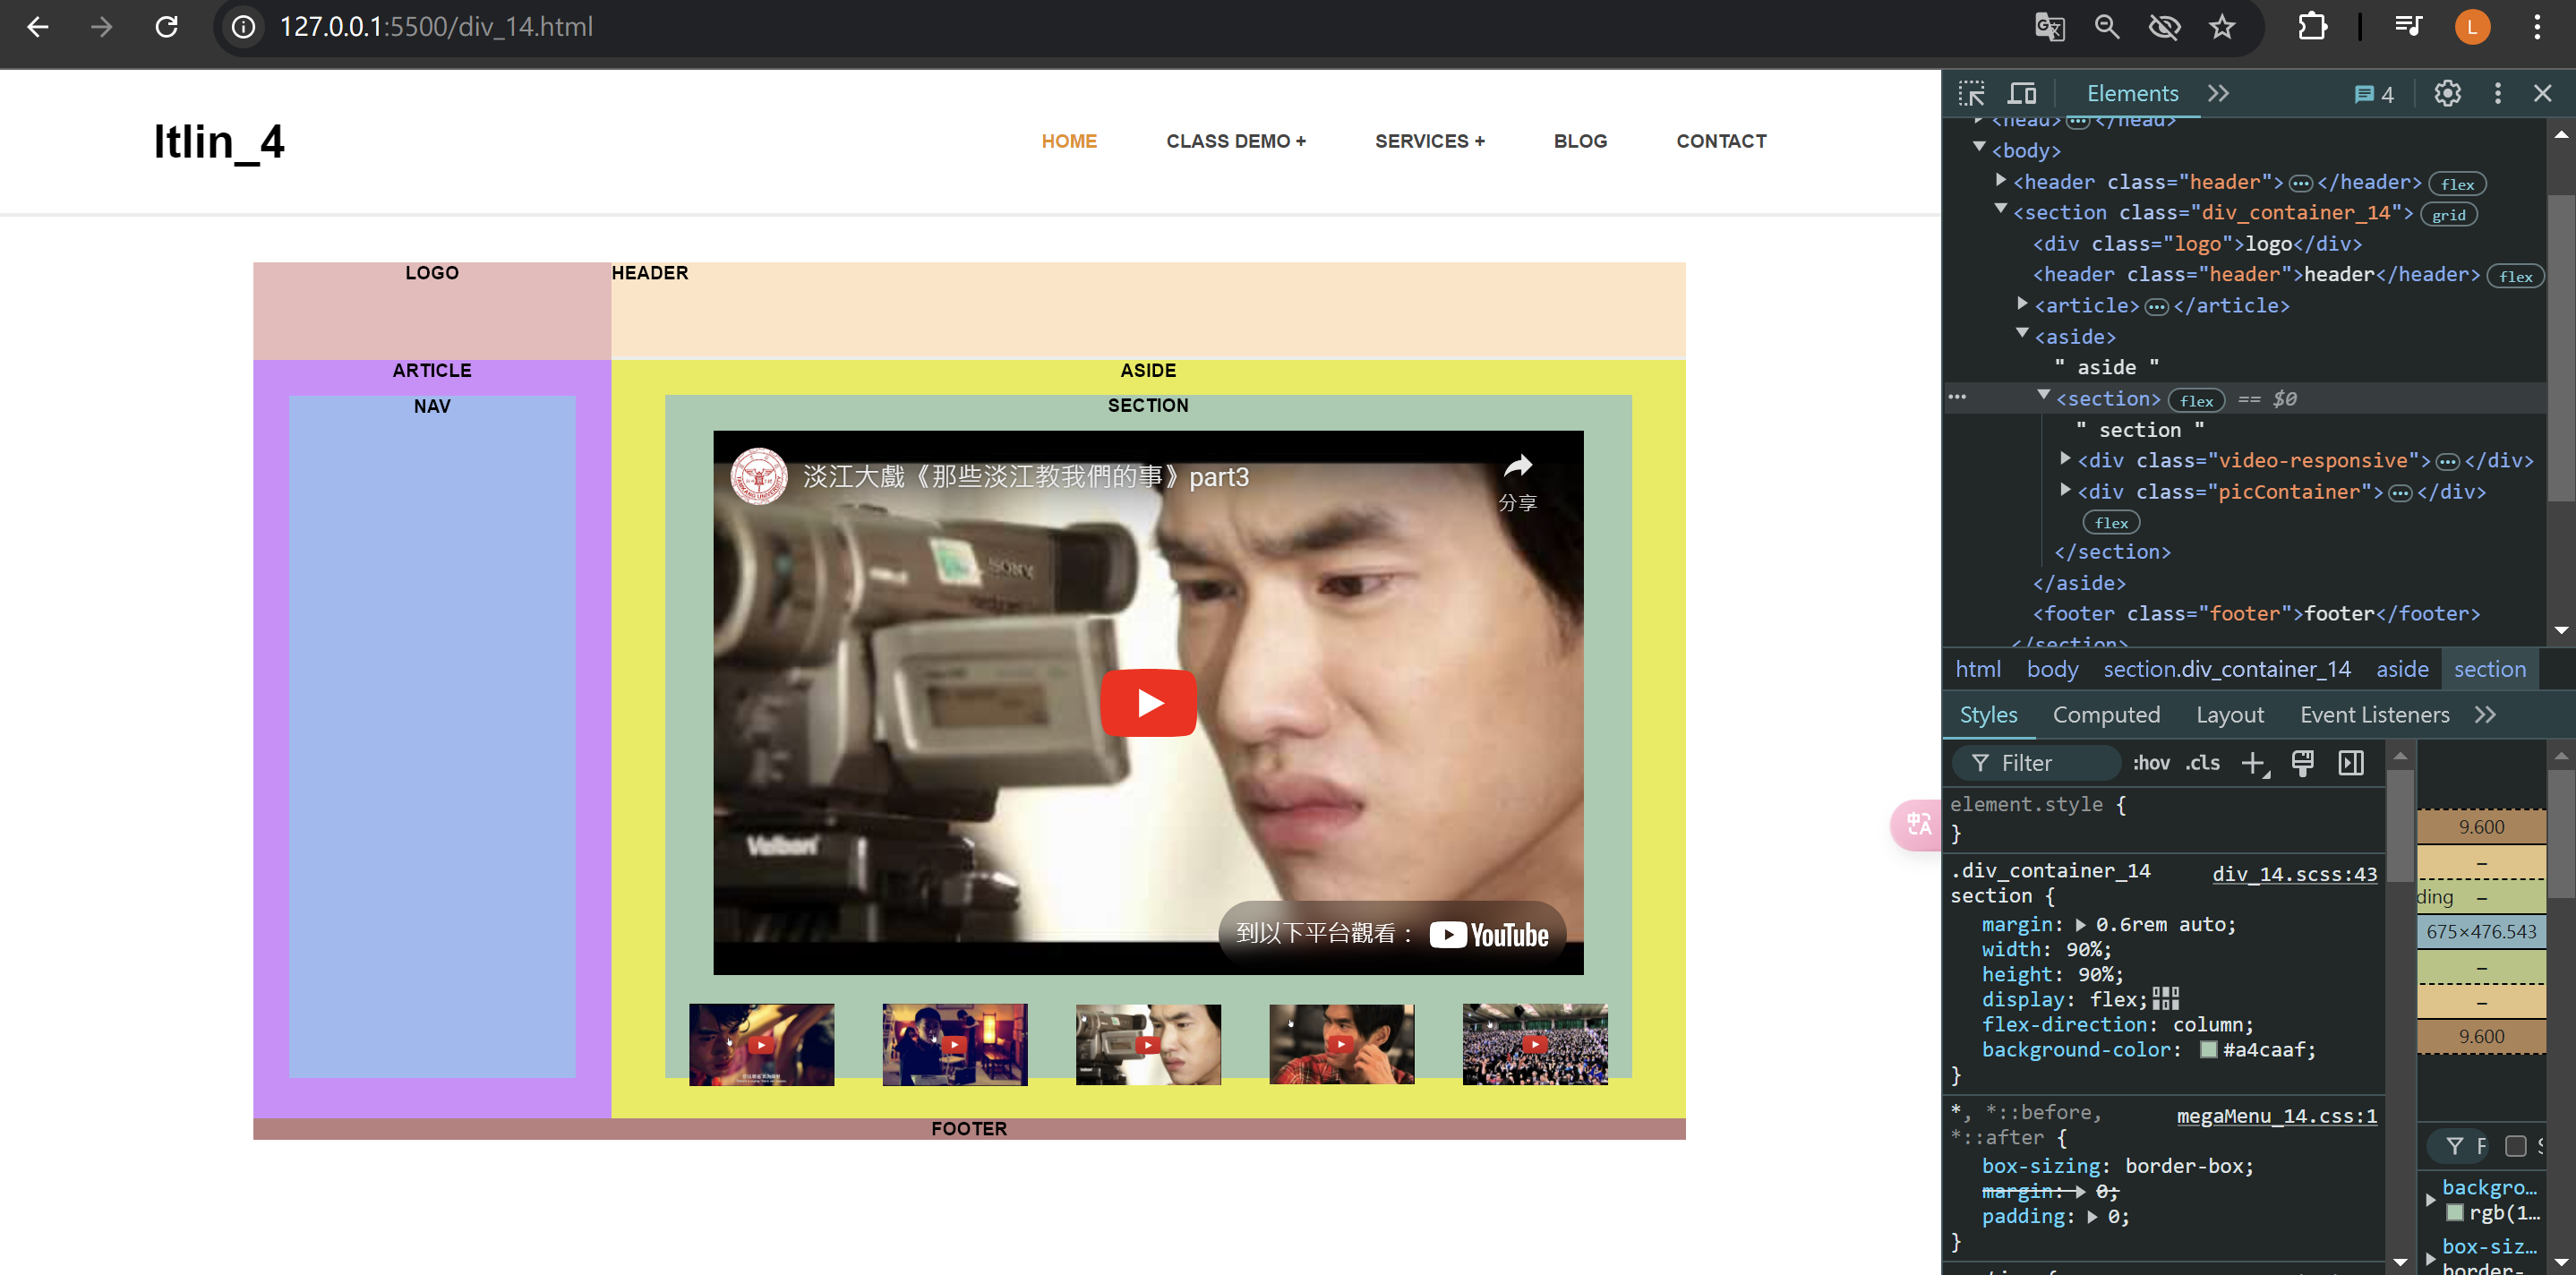 127.0.0.1:5500/div_14.html
L
ltlin_4
HOME
CLASS DEMO +
SERVICES +
BLOG
CONTACT
LOGO
HEADER
ARTICLE
NAV
ASIDE
SECTION
淡江大戲《那些淡江教我們的事》part3
分享
SONY
Velbon
到以下平台觀看：
YouTube
FOOTER
Elements
4
<head> ••• </head>
<body>
<header class="header"> ••• </header> flex
<section class="div_container_14"> grid
<div class="logo">logo</div>
<header class="header">header</header> flex
<article> ••• </article>
<aside>
" aside "
••• <section> flex == $0
" section "
<div class="video-responsive"> ••• </div>
<div class="picContainer"> ••• </div>
flex
</section>
</aside>
<footer class="footer">footer</footer>
</section>
html body section.div_container_14 aside section
Styles Computed Layout Event Listeners
Filter :hov .cls
element.style {
}
.div_container_14 section { div_14.scss:43
margin: 0.6rem auto;
width: 90%;
height: 90%;
display: flex;
flex-direction: column;
background-color: #a4caaf;
}
*, *::before, *::after { megaMenu_14.css:1
box-sizing: border-box;
margin: 0;
padding: 0;
}
9.600
–
ding –
675×476.543
–
–
9.600
F
backgro…
rgb(1…
box-siz…
border-